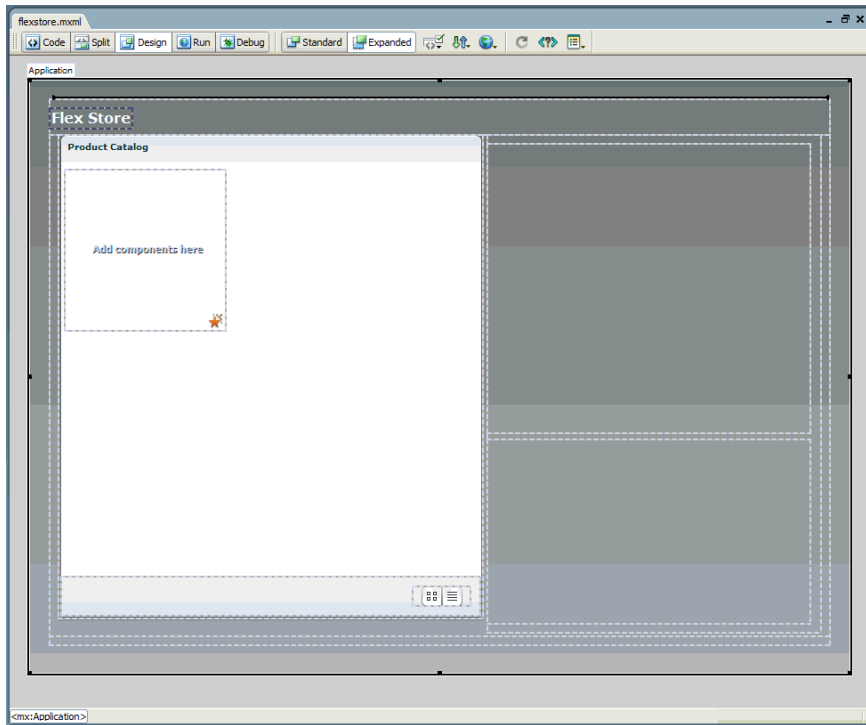 flexstore.mxml
Code Split Design Run Debug Standard Expanded
Application
Flex Store
Product Catalog
Add components here
<mx:Application>